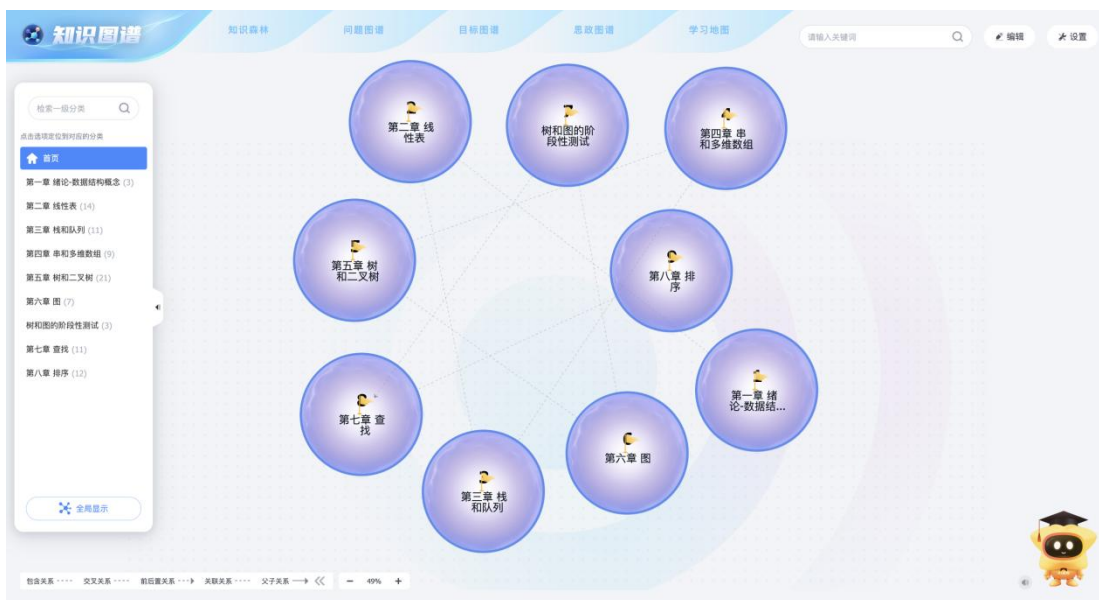 知识图谱
知识森林
问题图谱
目标图谱
思政图谱
学习地图
请输入关键词
编辑
设置
检索一级分类
点击选项定位到对应的分类
首页
第一章 绪论-数据结构概念 (3)
第二章 线性表 (14)
第三章 栈和队列 (11)
第四章 串和多维数组 (9)
第五章 树和二叉树 (21)
第六章 图 (7)
树和图的阶段性测试 (3)
第七章 查找 (11)
第八章 排序 (12)
全局显示
2
第二章 线
性表
7
树和图的阶
段性测试
4
第四章 串
和多维数组
5
第五章 树
和二叉树
9
第八章 排
序
8
第七章 查
找
1
第一章 绪
论-数据结...
6
第六章 图
3
第三章 栈
和队列
包含关系
交叉关系
前后置关系
关联关系
父子关系
49%